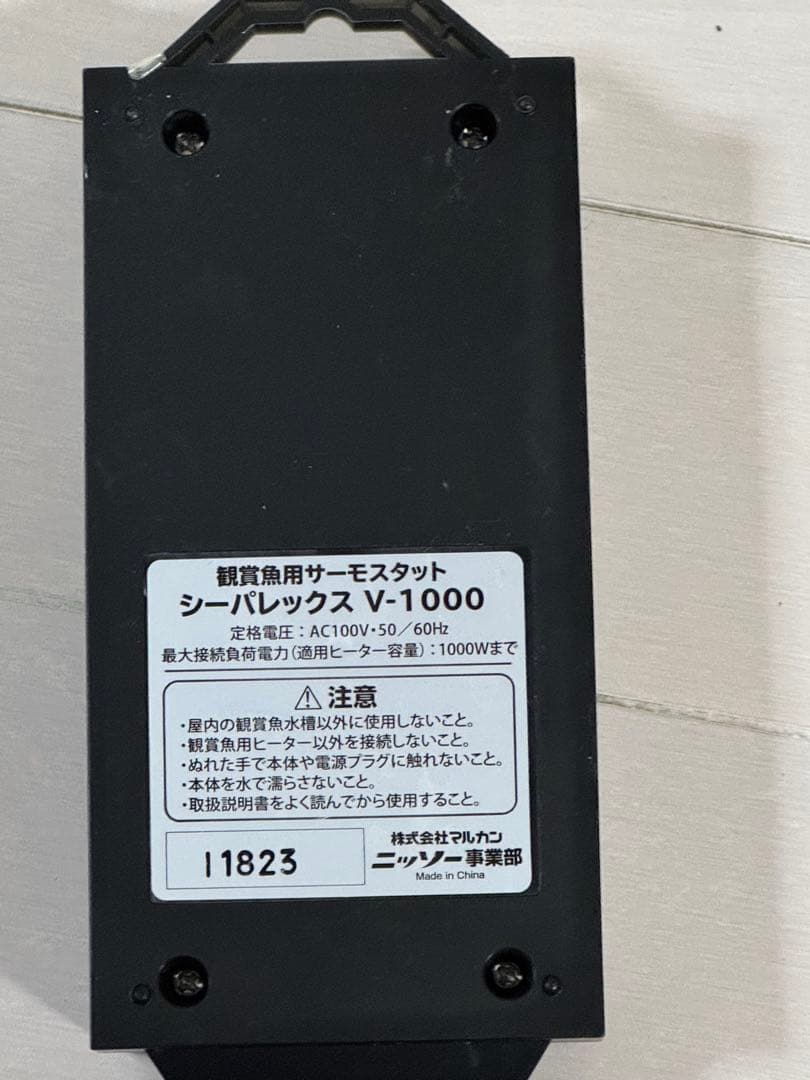 観賞魚用サーモスタット
シーパレックス V-1000
定格電圧：AC100V・50／60Hz
最大接続負荷電力(適用ヒーター容量)：1000Wまで
⚠ 注意
・屋内の観賞魚水槽以外に使用しないこと。
・観賞魚用ヒーター以外を接続しないこと。
・ぬれた手で本体や電源プラグに触れないこと。
・本体を水で濡らさないこと。
・取扱説明書をよく読んでから使用すること。
11823
株式会社マルカン
ニッソー事業部
Made in China